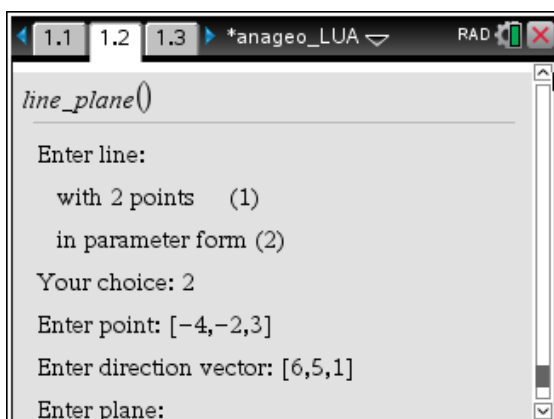 1.1 1.2 1.3 *anageo_LUA RAD
line_plane()
Enter line:
with 2 points (1)
in parameter form (2)
Your choice: 2
Enter point: [−4,−2,3]
Enter direction vector: [6,5,1]
Enter plane: